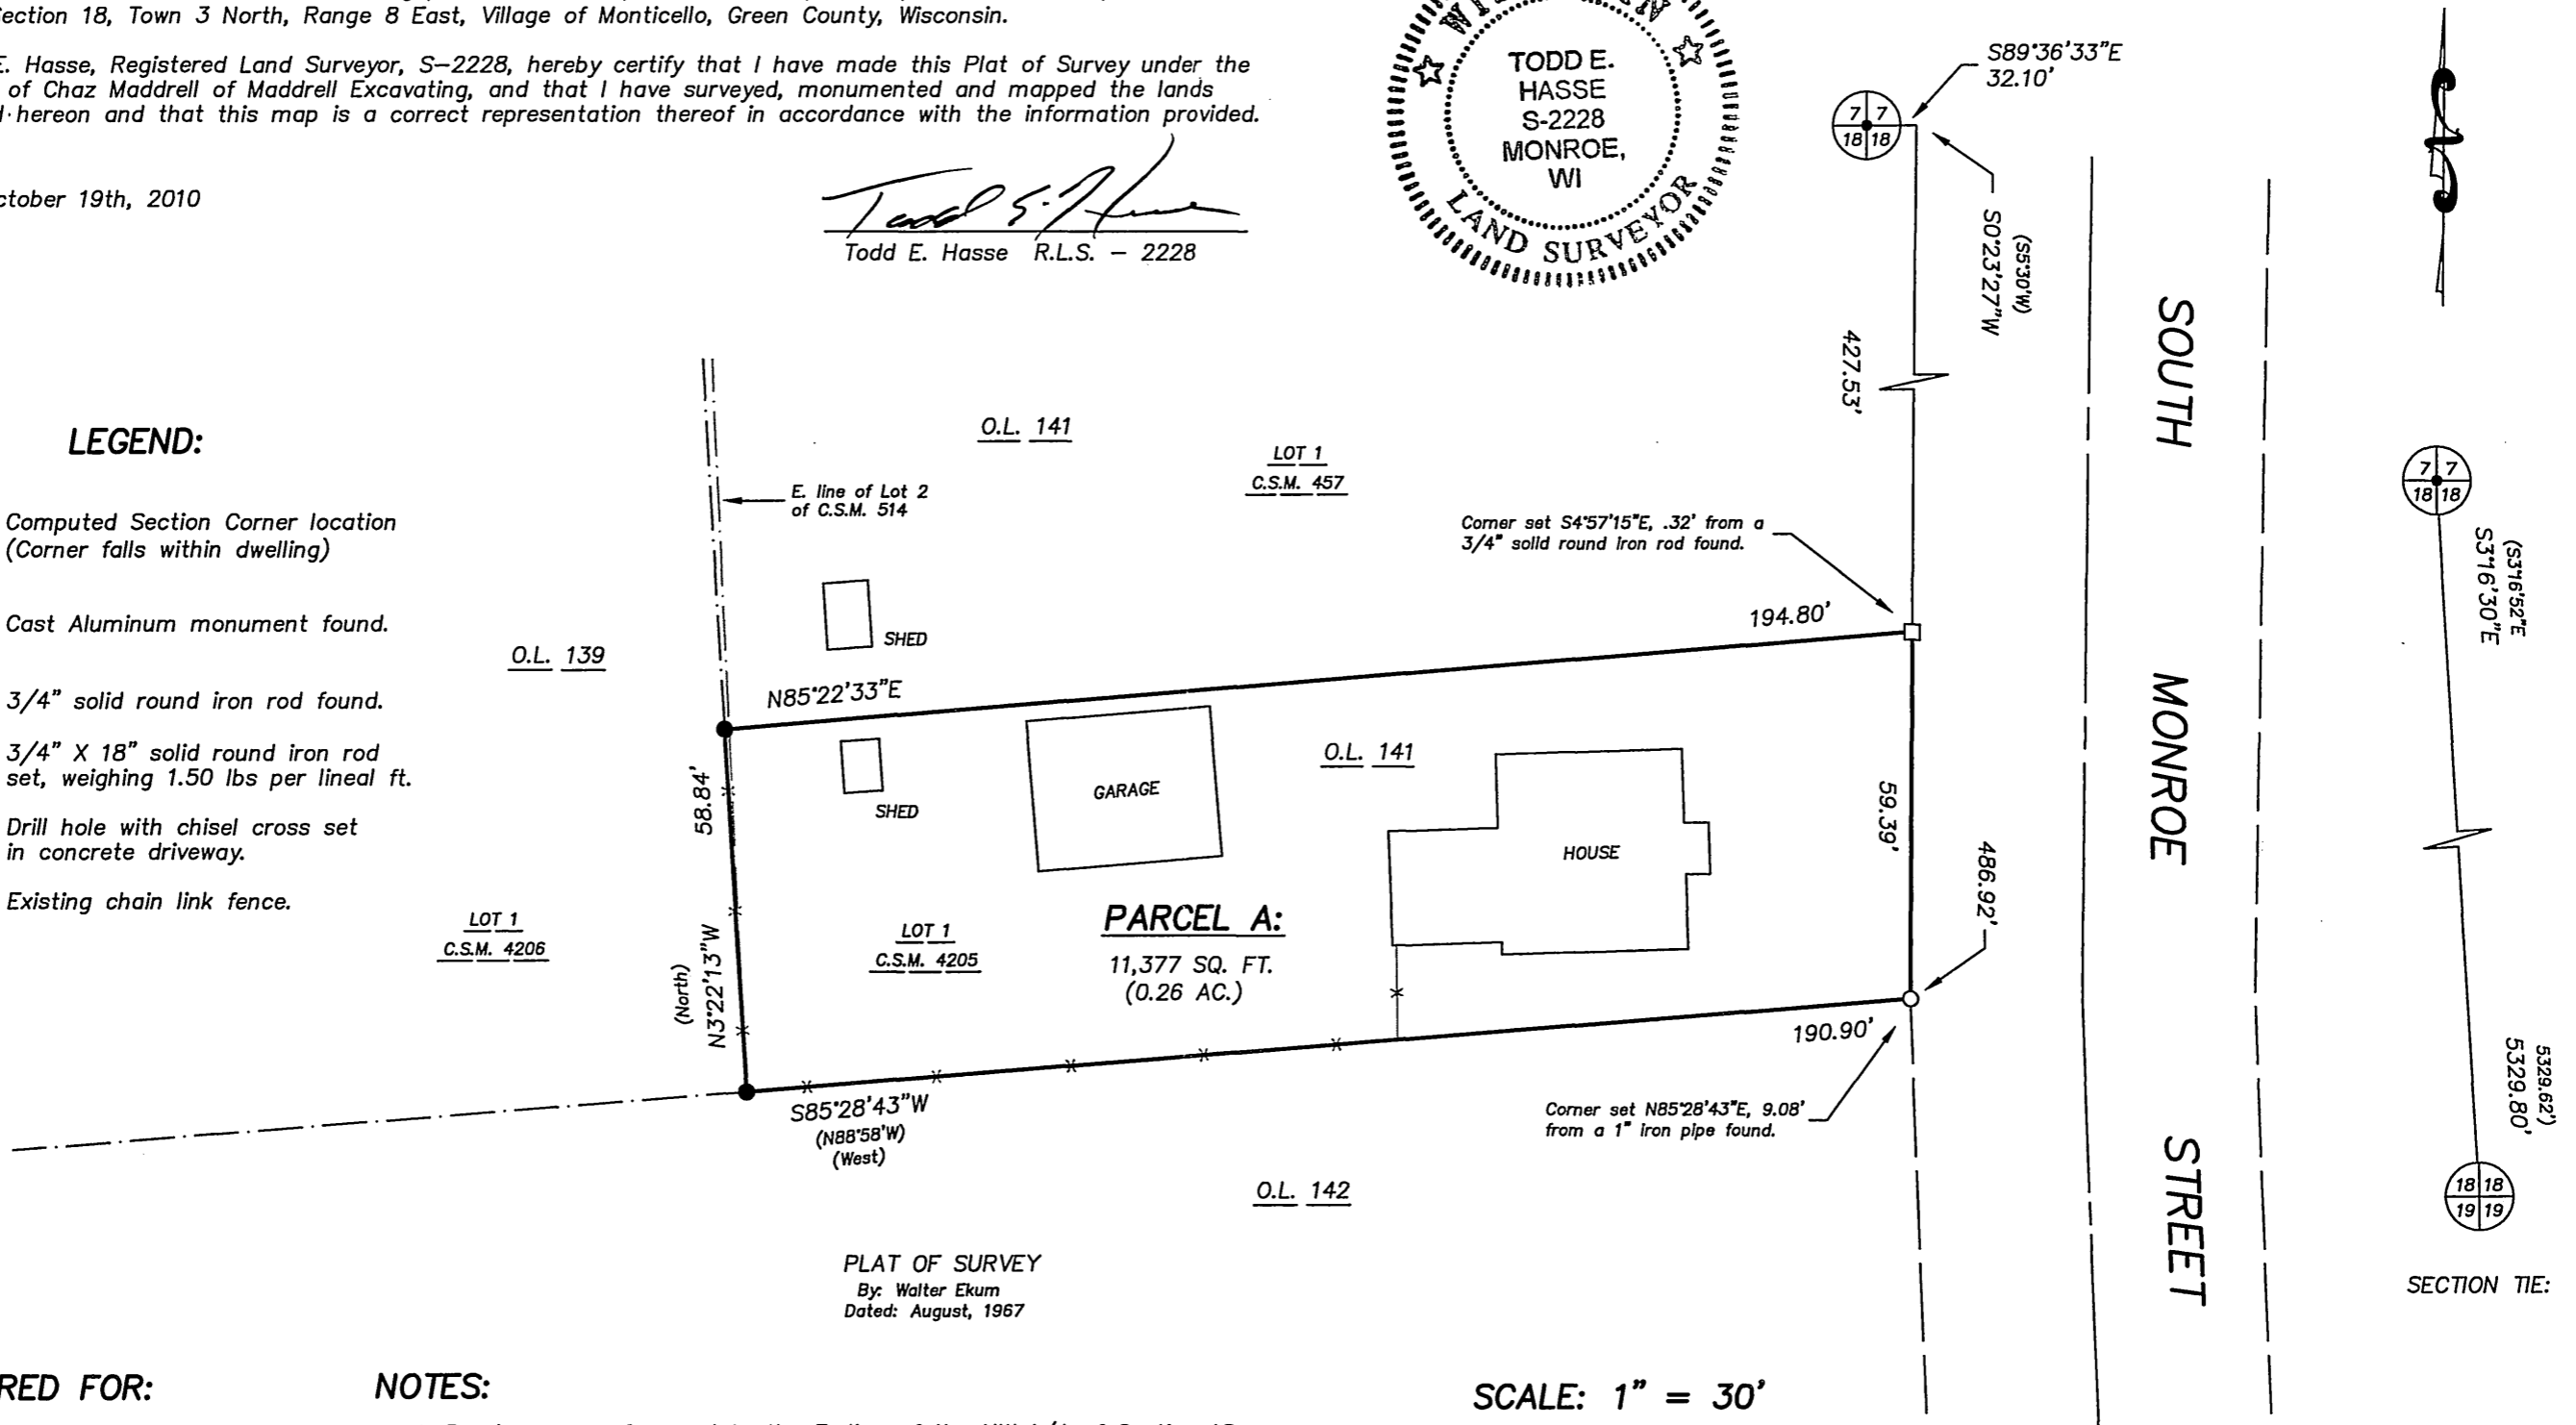 Section 18, Town 3 North, Range 8 East, Village of Monticello, Green County, Wisconsin.
E. Hasse, Registered Land Surveyor, S-2228, hereby certify that I have made this Plat of Survey under the
of Chaz Maddrell of Maddrell Excavating, and that I have surveyed, monumented and mapped the lands
hereon and that this map is a correct representation thereof in accordance with the information provided.
October 19th, 2010
Todd E. Hasse R.L.S. - 2228
TODD E.
HASSE
S-2228
MONROE,
WI
LAND SURVEYOR
S89°36'33"E
32.10'
7 7
18 18
(S5°30'W)
S0°23'27"W
427.53'
SOUTH
MONROE
STREET
LEGEND:
Computed Section Corner location
(Corner falls within dwelling)
Cast Aluminum monument found.
3/4" solid round iron rod found.
3/4" X 18" solid round iron rod
set, weighing 1.50 lbs per lineal ft.
Drill hole with chisel cross set
in concrete driveway.
Existing chain link fence.
O.L. 141
LOT 1
C.S.M. 457
E. line of Lot 2
of C.S.M. 514
Corner set S4°57'15"E, .32' from a
3/4" solid round iron rod found.
SHED
O.L. 139
194.80'
N85°22'33"E
58.84'
SHED
GARAGE
O.L. 141
HOUSE
59.39'
486.92'
LOT 1
C.S.M. 4206
LOT 1
C.S.M. 4205
PARCEL A:
11,377 SQ. FT.
(0.26 AC.)
(North)
N3°22'13"W
190.90'
S85°28'43"W
(N88°58'W)
(West)
Corner set N85°28'43"E, 9.08'
from a 1" iron pipe found.
O.L. 142
7 7
18 18
(S3°16'52"E
S3°16'30"E
5329.62')
5329.80'
18 18
19 19
SECTION TIE:
PLAT OF SURVEY
By: Walter Ekum
Dated: August, 1967
RED FOR:
NOTES:
SCALE: 1" = 30'